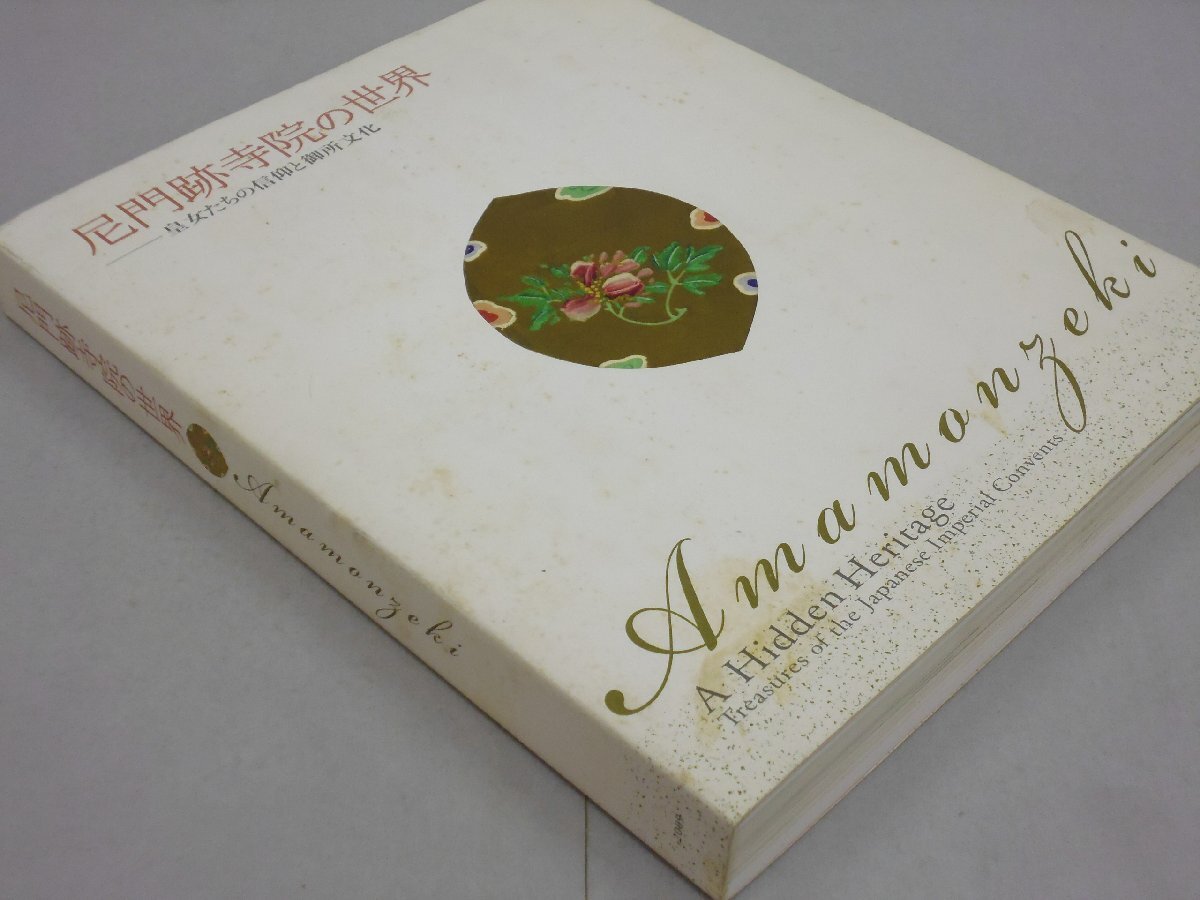 尼門跡寺院の世界
皇女たちの信仰と御所文化
Amamonzeki
A Hidden Heritage
Treasures of the Japanese Imperial Convents
尼門跡寺院の世界
Amamonzeki
2009